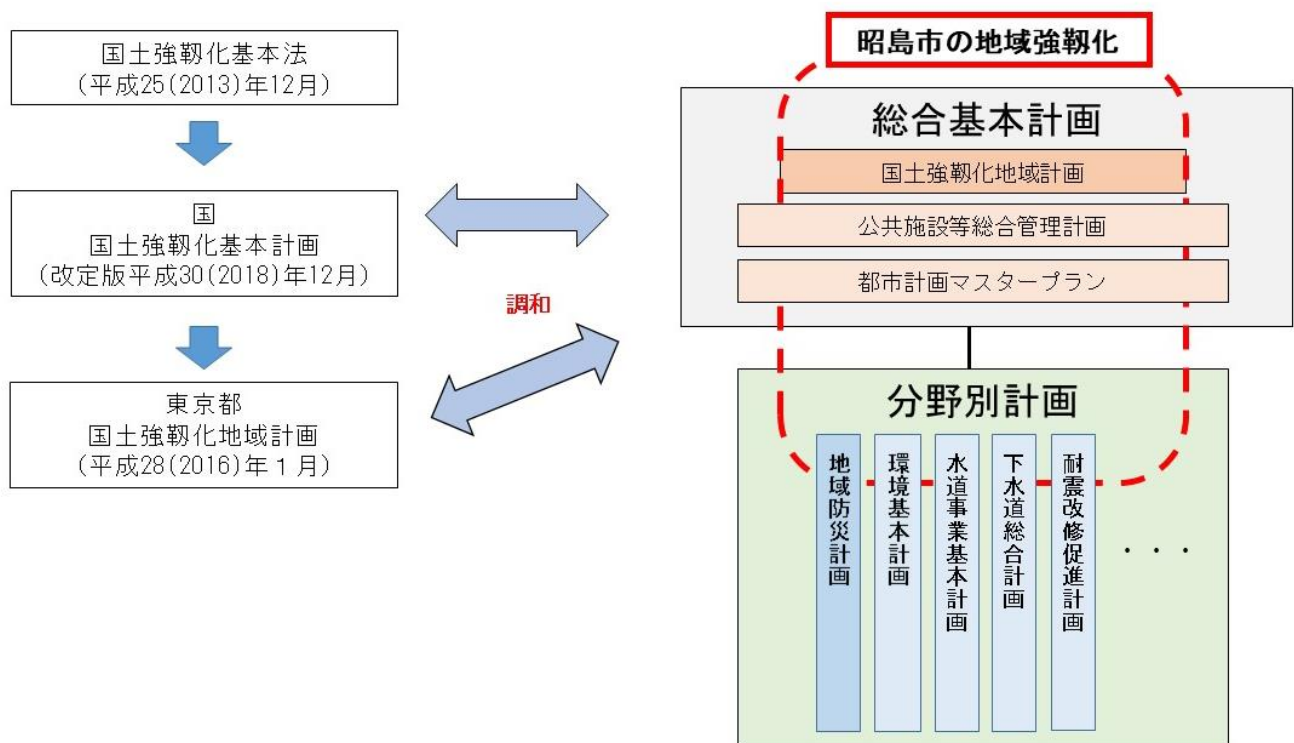 国土強靱化基本法
(平成25(2013)年12月)
国
国土強靱化基本計画
(改定版平成30(2018)年12月)
東京都
国土強靱化地域計画
(平成28(2016)年１月)
調和
昭島市の地域強靱化
総合基本計画
国土強靱化地域計画
公共施設等総合管理計画
都市計画マスタープラン
分野別計画
地域防災計画
環境基本計画
水道事業基本計画
下水道総合計画
耐震改修促進計画
・・・